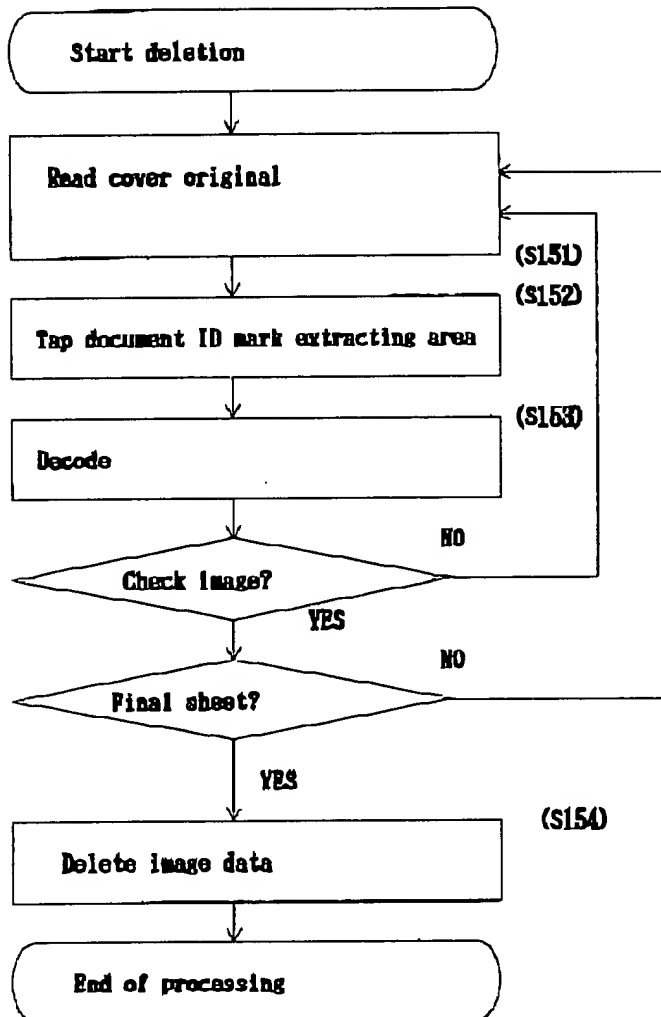 Start deletion
Read cover original
(S151)
(S152)
Tap document ID mark extracting area
(S153)
Decode
NO
Check image?
YES
NO
Final sheet?
YES
(S154)
Delete image data
End of processing